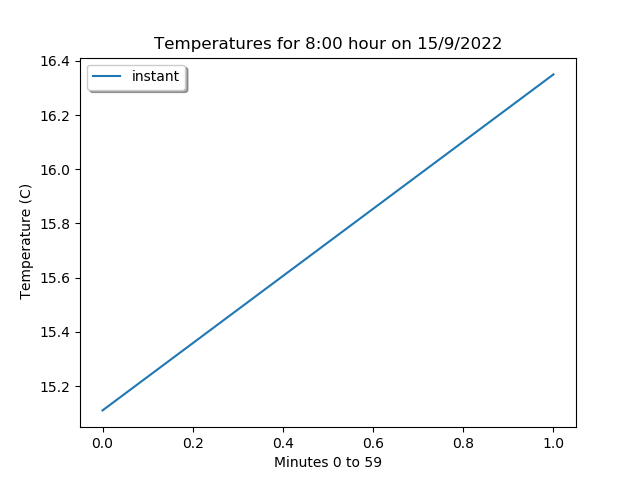 Temperatures for 8:00 hour on 15/9/2022
instant
16.4
16.2
16.0
15.8
15.6
15.4
15.2
Temperature (C)
0.0 0.2 0.4 0.6 0.8 1.0
Minutes 0 to 59